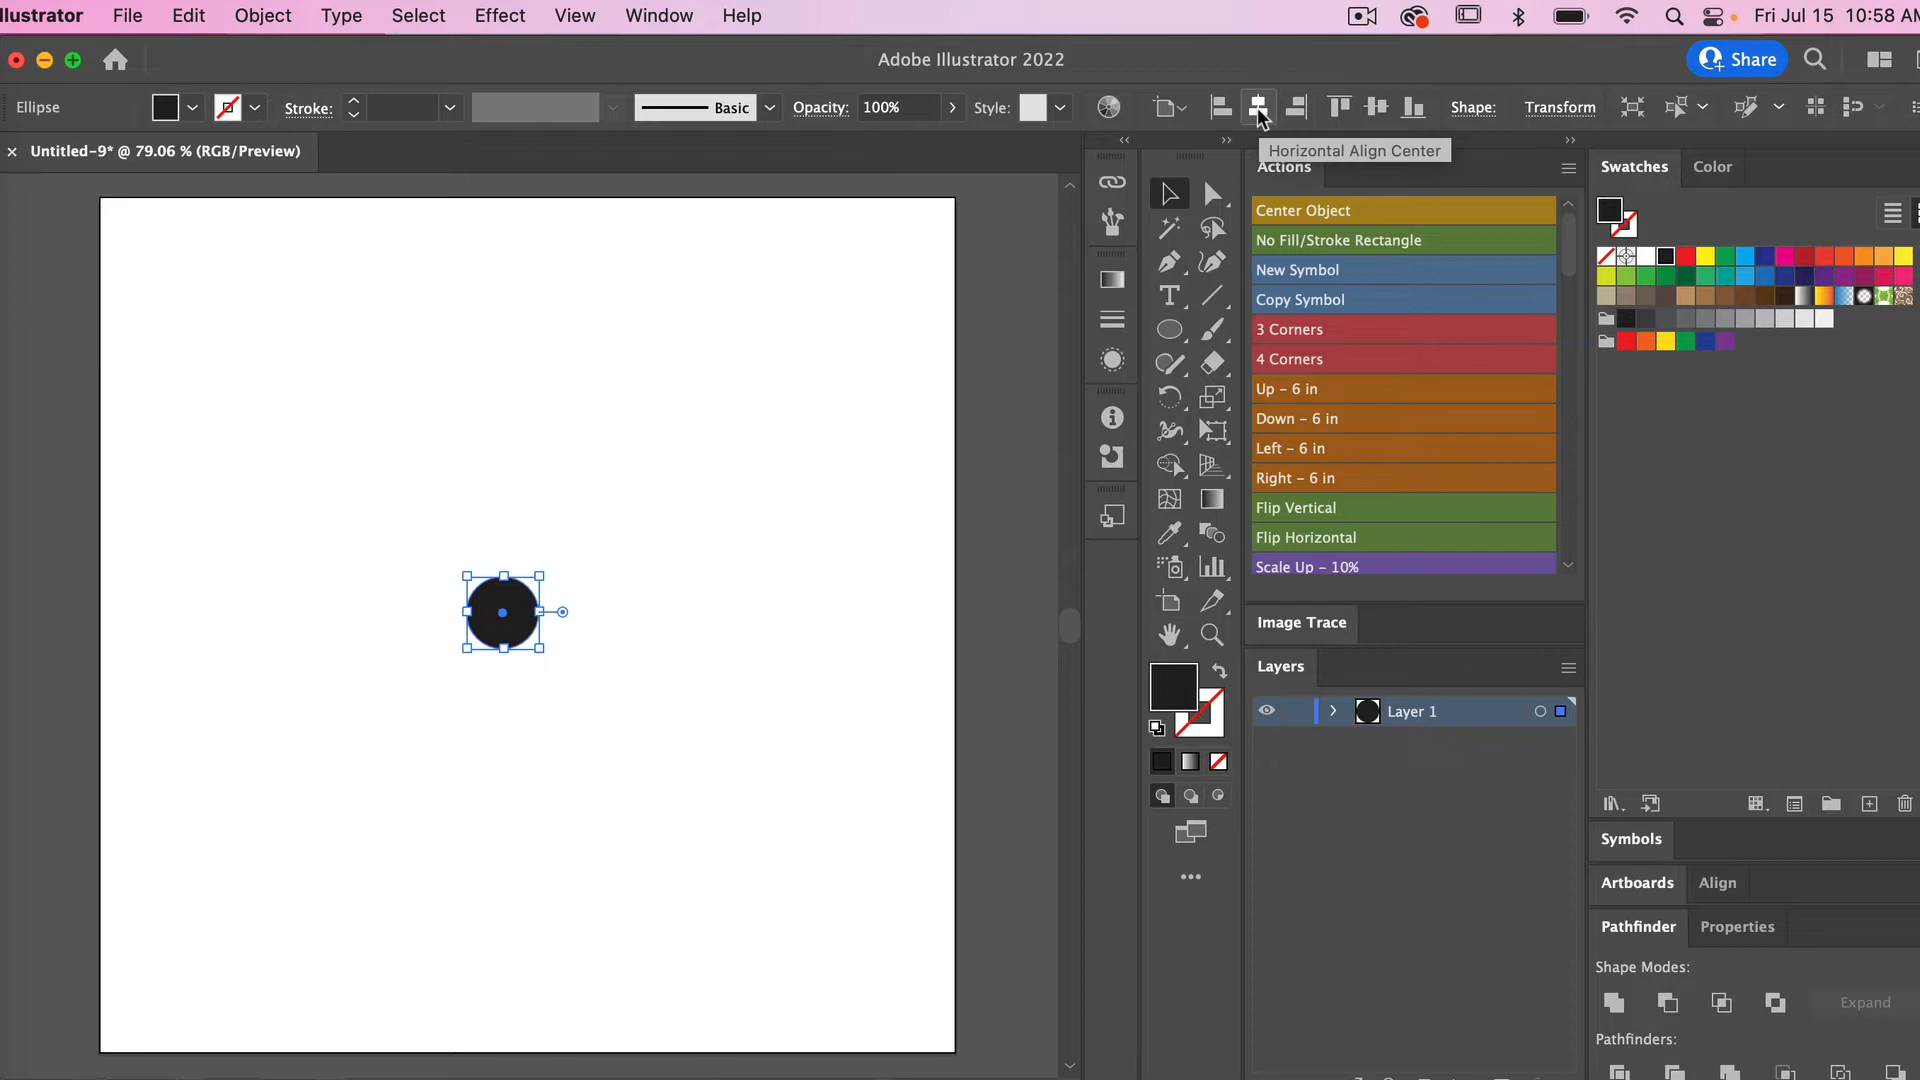 llustrator File Edit Object Type Select Effect View Window Help Fri Jul 15 10:58 AM
Adobe Illustrator 2022
Share
Ellipse Stroke: Basic Opacity: 100% Style: Shape: Transform
× Untitled-9* @ 79.06 % (RGB/Preview)
Horizontal Align Center
Actions
Center Object
No Fill/Stroke Rectangle
New Symbol
Copy Symbol
3 Corners
4 Corners
Up - 6 in
Down - 6 in
Left - 6 in
Right - 6 in
Flip Vertical
Flip Horizontal
Scale Up - 10%
Image Trace
Layers
Layer 1
Swatches Color
Symbols
Artboards Align
Pathfinder Properties
Shape Modes:
Expand
Pathfinders: